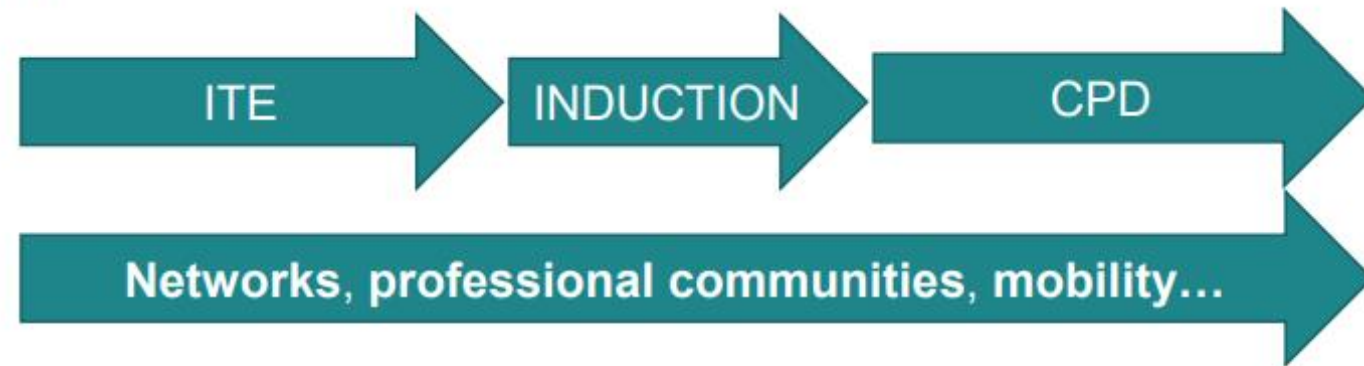 ITE
INDUCTION
CPD
Networks, professional communities, mobility…